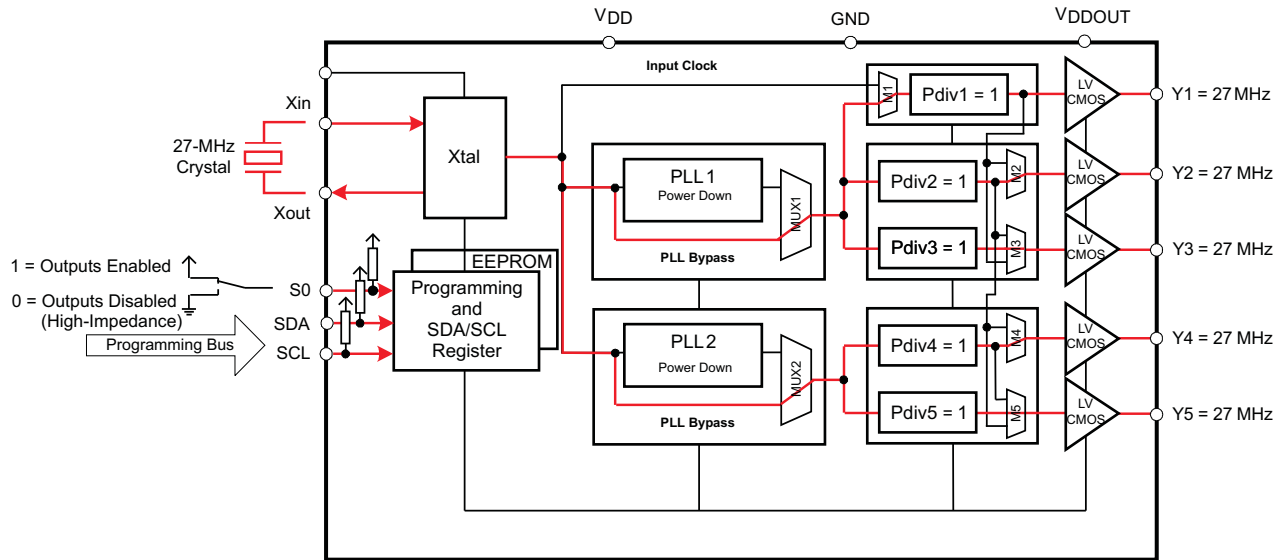 VDD
GND
VDDOUT
Input Clock
Xin
27-MHz
Crystal
Xout
Xtal
M1
Pdiv1 = 1
LV
CMOS
Y1 = 27 MHz
PLL1
Power Down
MUX1
PLL Bypass
Pdiv2 = 1
M2
LV
CMOS
Y2 = 27 MHz
Pdiv3 = 1
M3
LV
CMOS
Y3 = 27 MHz
1 = Outputs Enabled
0 = Outputs Disabled
(High-Impedance)
Programming Bus
S0
SDA
SCL
EEPROM
Programming
and
SDA/SCL
Register
PLL2
Power Down
MUX2
PLL Bypass
Pdiv4 = 1
M4
LV
CMOS
Y4 = 27 MHz
Pdiv5 = 1
M5
LV
CMOS
Y5 = 27 MHz